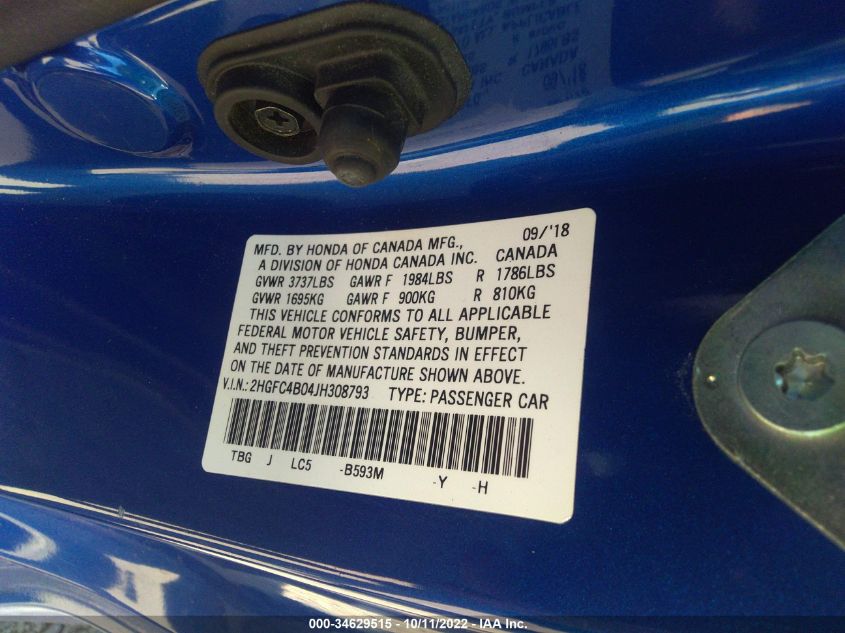 MFD. BY HONDA OF CANADA MFG., 09/'18
A DIVISION OF HONDA CANADA INC. CANADA
GVWR 3737LBS GAWR F 1984LBS R 1786LBS
GVWR 1695KG GAWR F 900KG R 810KG
THIS VEHICLE CONFORMS TO ALL APPLICABLE
FEDERAL MOTOR VEHICLE SAFETY, BUMPER,
AND THEFT PREVENTION STANDARDS IN EFFECT
ON THE DATE OF MANUFACTURE SHOWN ABOVE.
V.I.N.: 2HGFC4B04JH308793 TYPE: PASSENGER CAR
TBG J LC5 -B593M -Y -H
000-34629515 - 10/11/2022 - IAA Inc.